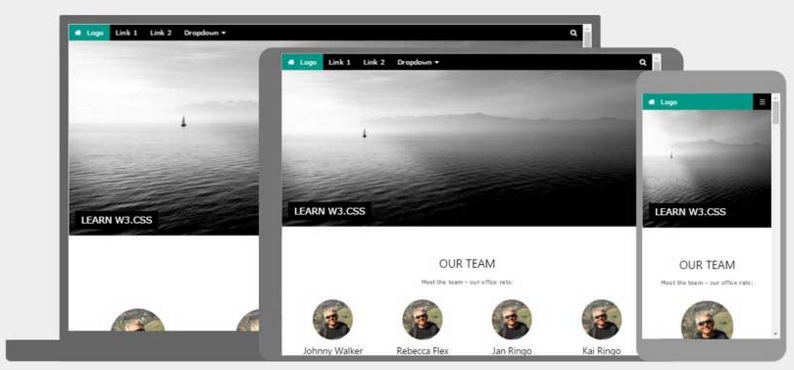 Logo Link 1 Link 2 Dropdown
LEARN W3.CSS
Logo Link 1 Link 2 Dropdown
LEARN W3.CSS
OUR TEAM
Meet the team - our office rats:
Johnny Walker Rebecca Flex Jan Ringo Kai Ringo
Logo
LEARN W3.CSS
OUR TEAM
Meet the team - our office rats: